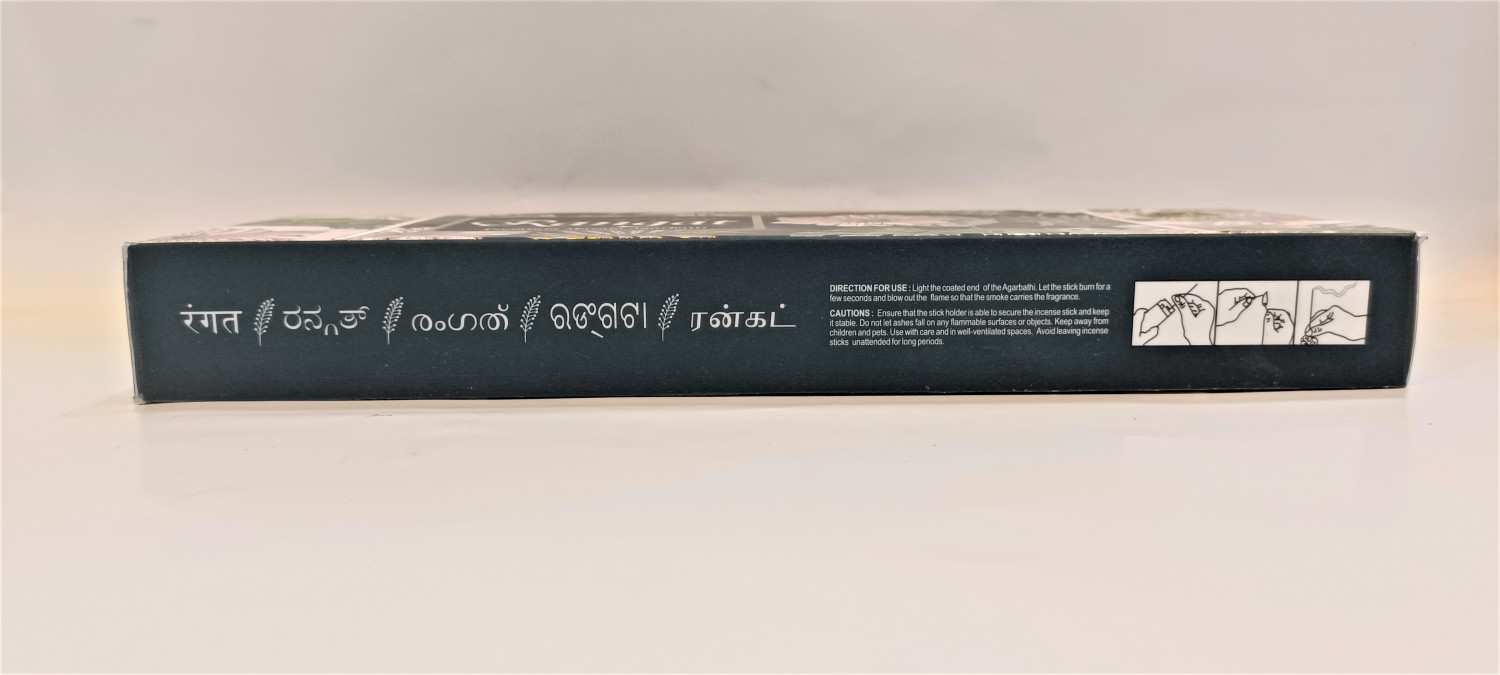 रंगत ರನ್ಗತ್ രംഗത് ରଙ୍‌ଗଟା ரன்கட்
DIRECTION FOR USE : Light the coated end of the Agarbathi. Let the stick burn for a
few seconds and blow out the flame so that the smoke carries the fragrance.
CAUTIONS : Ensure that the stick holder is able to secure the incense stick and keep
it stable. Do not let ashes fall on any flammable surfaces or objects. Keep away from
children and pets. Use with care and in well-ventilated spaces. Avoid leaving incense
sticks unattended for long periods.